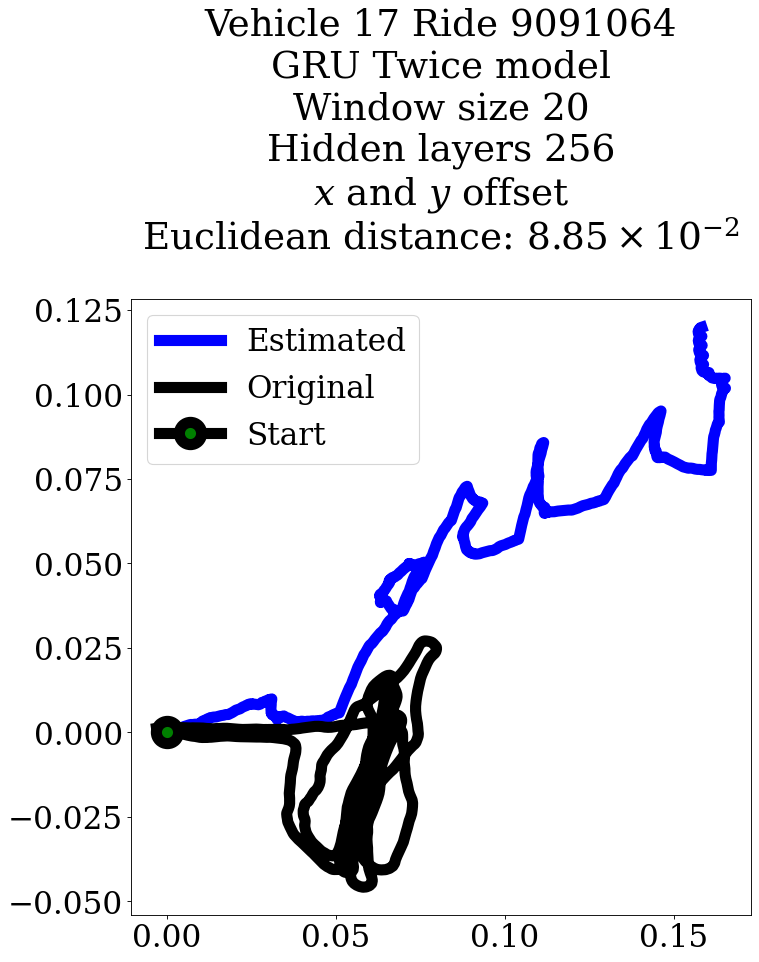 Vehicle 17 Ride 9091064
GRU Twice model
Window size 20
Hidden layers 256
x and y offset
Euclidean distance: 8.85 × 10⁻²
Estimated
Original
Start
0.125
0.100
0.075
0.050
0.025
0.000
−0.025
−0.050
0.00 0.05 0.10 0.15